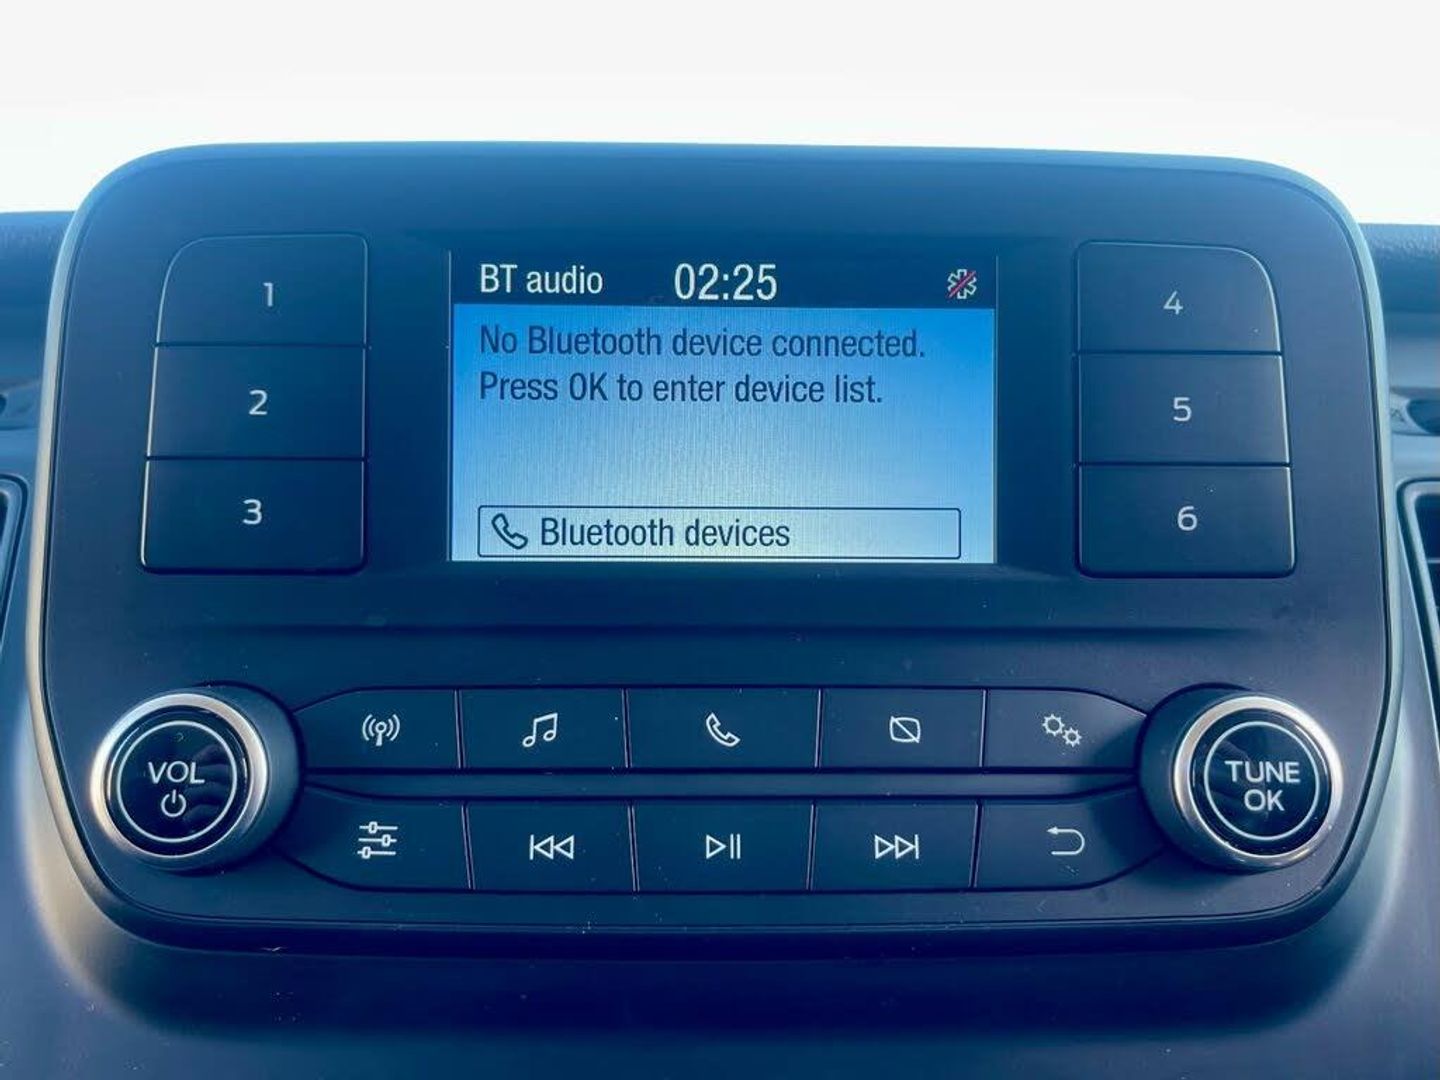 BT audio 02:25
No Bluetooth device connected.
Press OK to enter device list.
Bluetooth devices
1
2
3
4
5
6
VOL
TUNE
OK